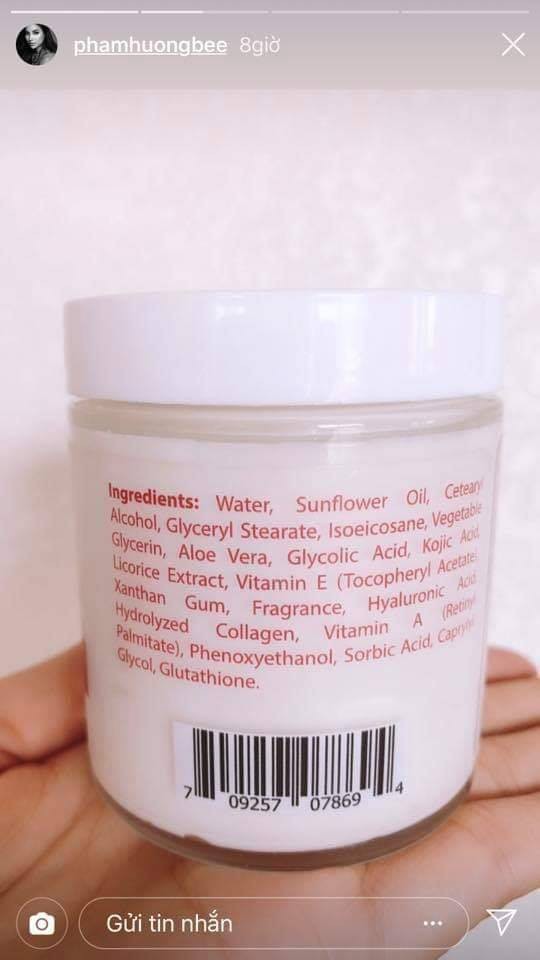 phamhuongbee 8giờ
Ingredients: Water, Sunflower Oil, Cetearyl
Alcohol, Glyceryl Stearate, Isoeicosane, Vegetable
Glycerin, Aloe Vera, Glycolic Acid, Kojic Acid,
Licorice Extract, Vitamin E (Tocopheryl Acetate),
Xanthan Gum, Fragrance, Hyaluronic Acid,
Hydrolyzed Collagen, Vitamin A (Retinyl
Palmitate), Phenoxyethanol, Sorbic Acid, Caprylyl
Glycol, Glutathione.
7 09257 07869 4
Gửi tin nhắn